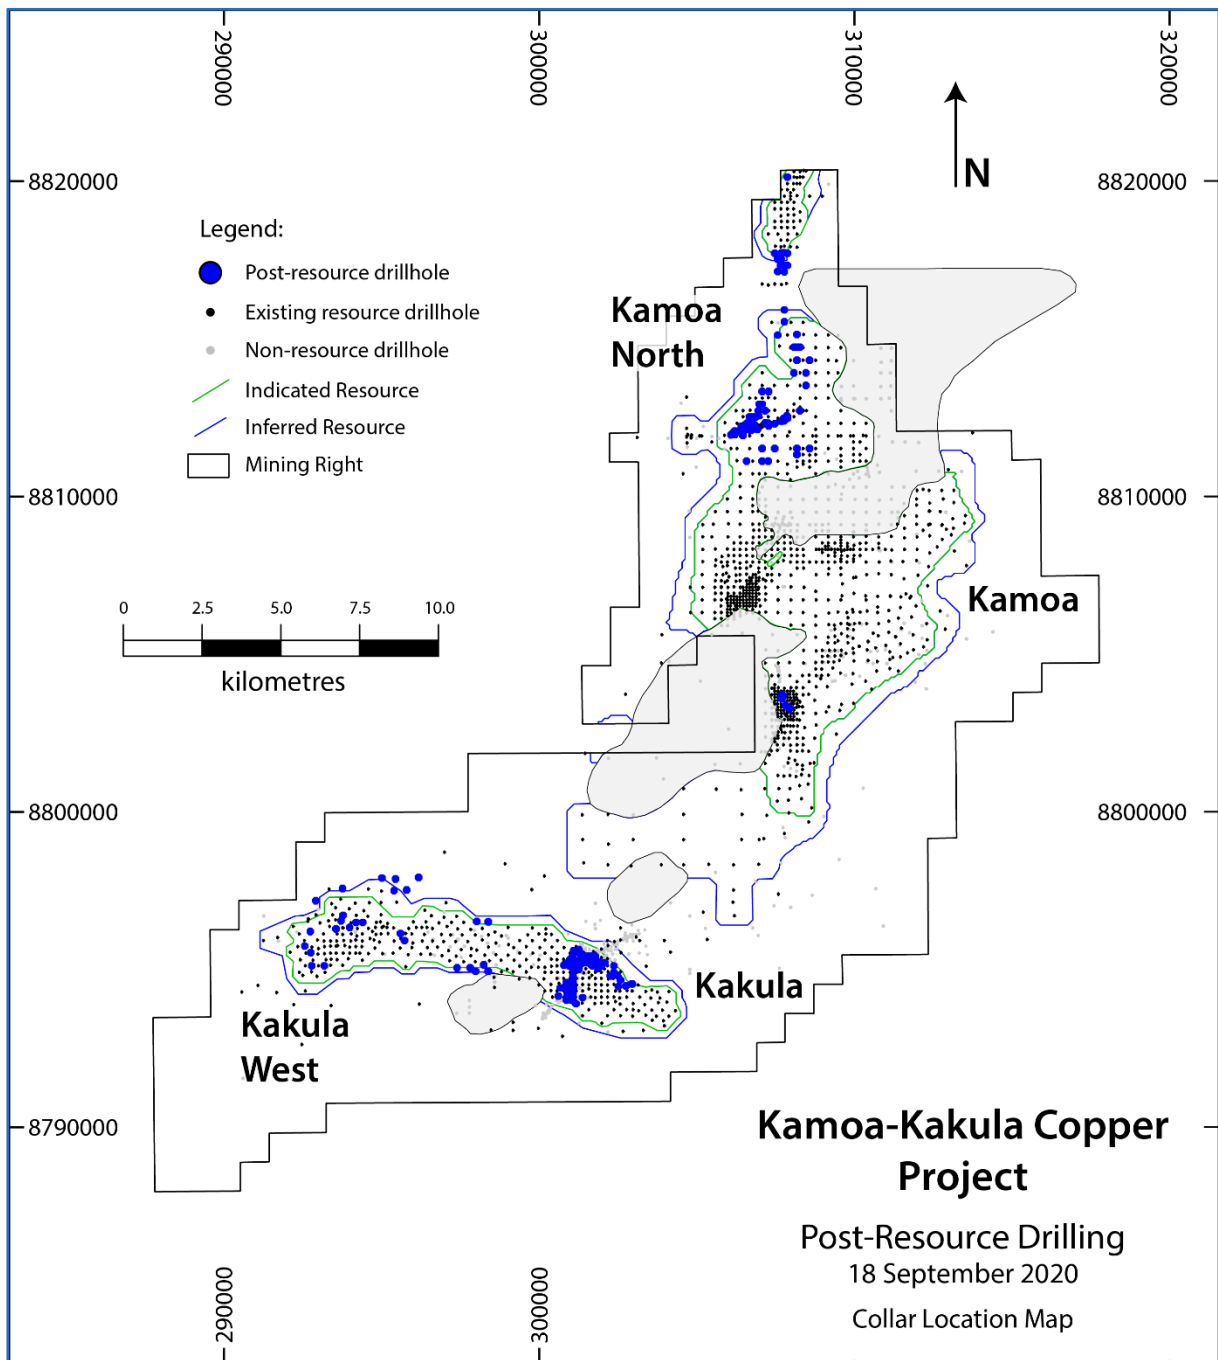 290000
300000
310000
320000
N
8820000
8820000
Legend:
Post-resource drillhole
Existing resource drillhole
Non-resource drillhole
Indicated Resource
Inferred Resource
Mining Right
Kamoa
North
8810000
8810000
Kamoa
0 2.5 5.0 7.5 10.0
kilometres
8800000
8800000
Kakula
Kakula
West
8790000
Kamoa-Kakula Copper
Project
Post-Resource Drilling
18 September 2020
Collar Location Map
290000
300000